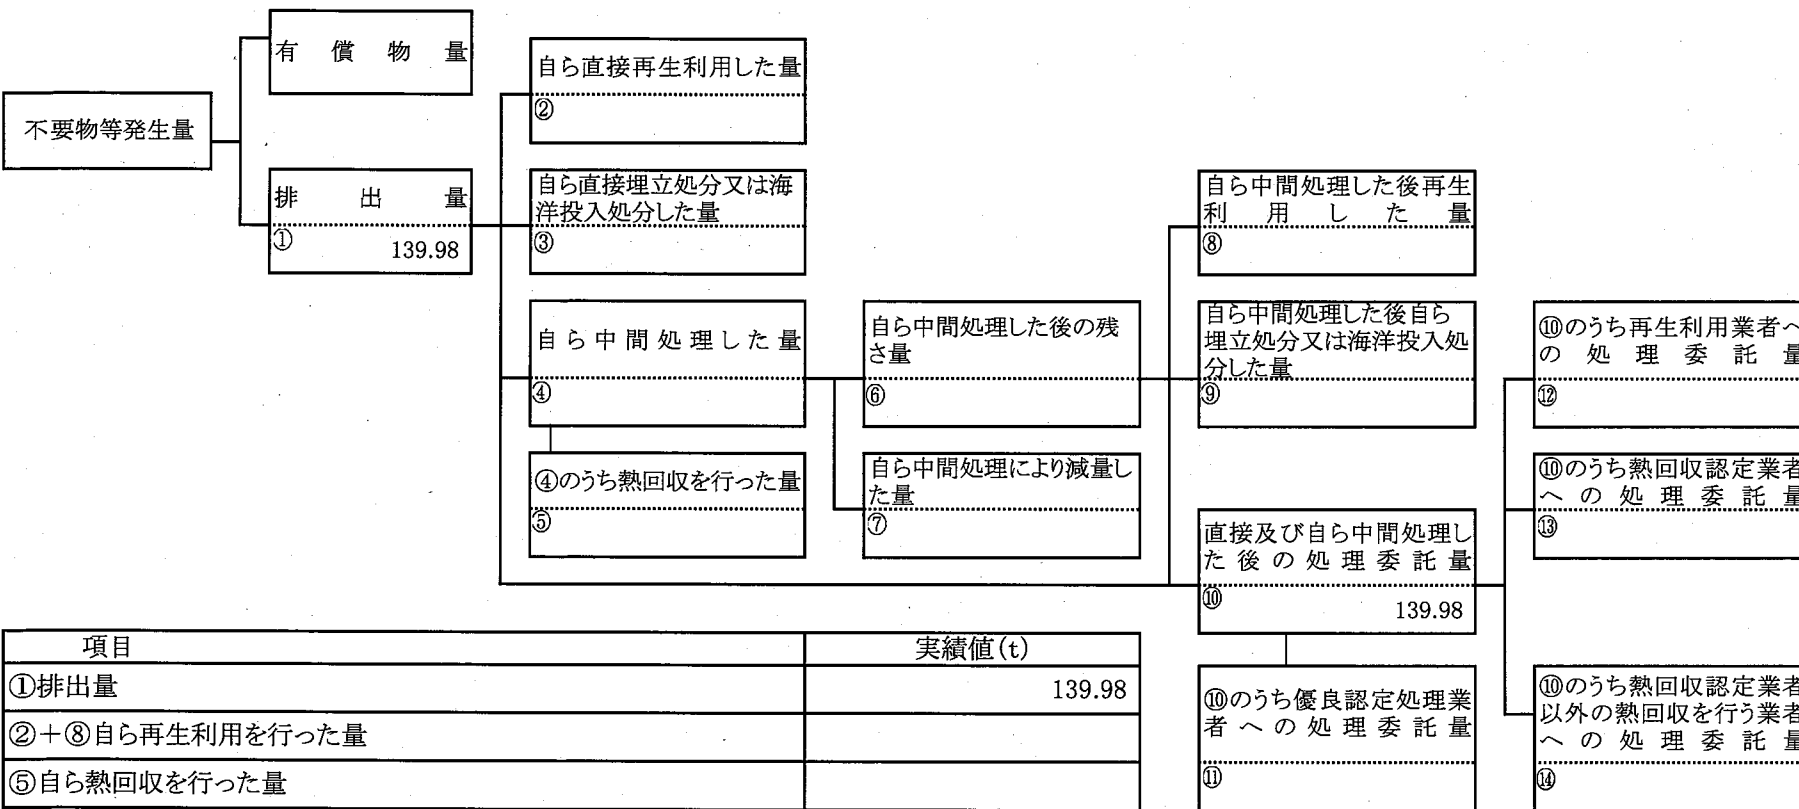 有償物量
不要物等発生量
排出量
①
139.98
自ら直接再生利用した量
②
自ら直接埋立処分又は海
洋投入処分した量
③
自ら中間処理した量
④
④のうち熱回収を行った量
⑤
自ら中間処理した後の残
さ量
⑥
自ら中間処理により減量し
た量
⑦
自ら中間処理した後再生
利用した量
⑧
自ら中間処理した後自ら
埋立処分又は海洋投入処
分した量
⑨
直接及び自ら中間処理し
た後の処理委託量
⑩
139.98
⑩のうち優良認定処理業
者への処理委託量
⑪
⑩のうち再生利用業者へ
の処理委託量
⑫
⑩のうち熱回収認定業者
への処理委託量
⑬
⑩のうち熱回収認定業者
以外の熱回収を行う業者
への処理委託量
⑭
項目 実績値(t)
①排出量 139.98
②+⑧自ら再生利用を行った量
⑤自ら熱回収を行った量